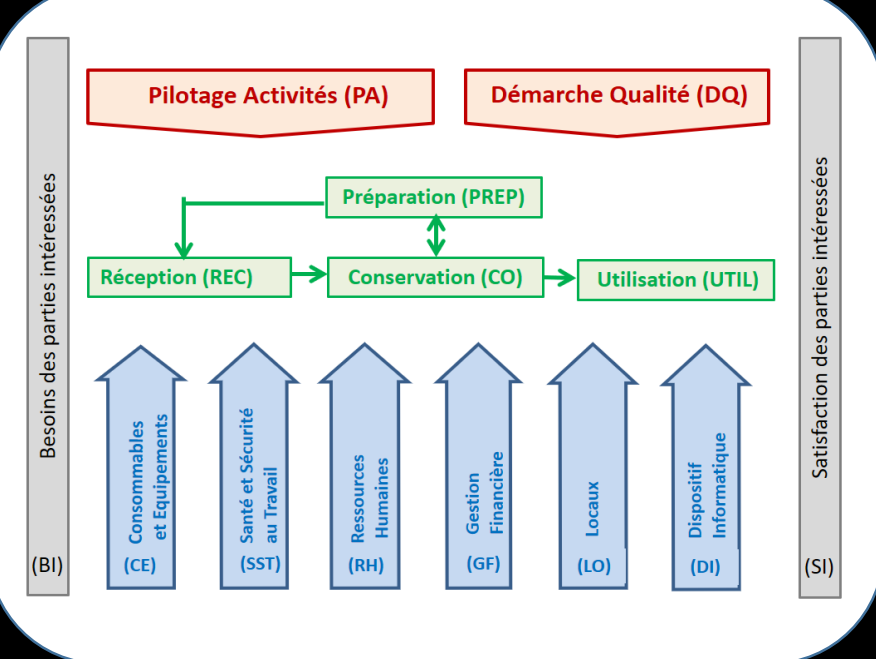 Pilotage Activités (PA)
Démarche Qualité (DQ)
Besoins des parties intéressées
(BI)
Préparation (PREP)
Réception (REC)
Conservation (CO)
Utilisation (UTIL)
Consommables
et Equipements
(CE)
Santé et Sécurité
au Travail
(SST)
Ressources
Humaines
(RH)
Gestion
Financière
(GF)
Locaux
(LO)
Dispositif
Informatique
(DI)
Satisfaction des parties intéressées
(SI)